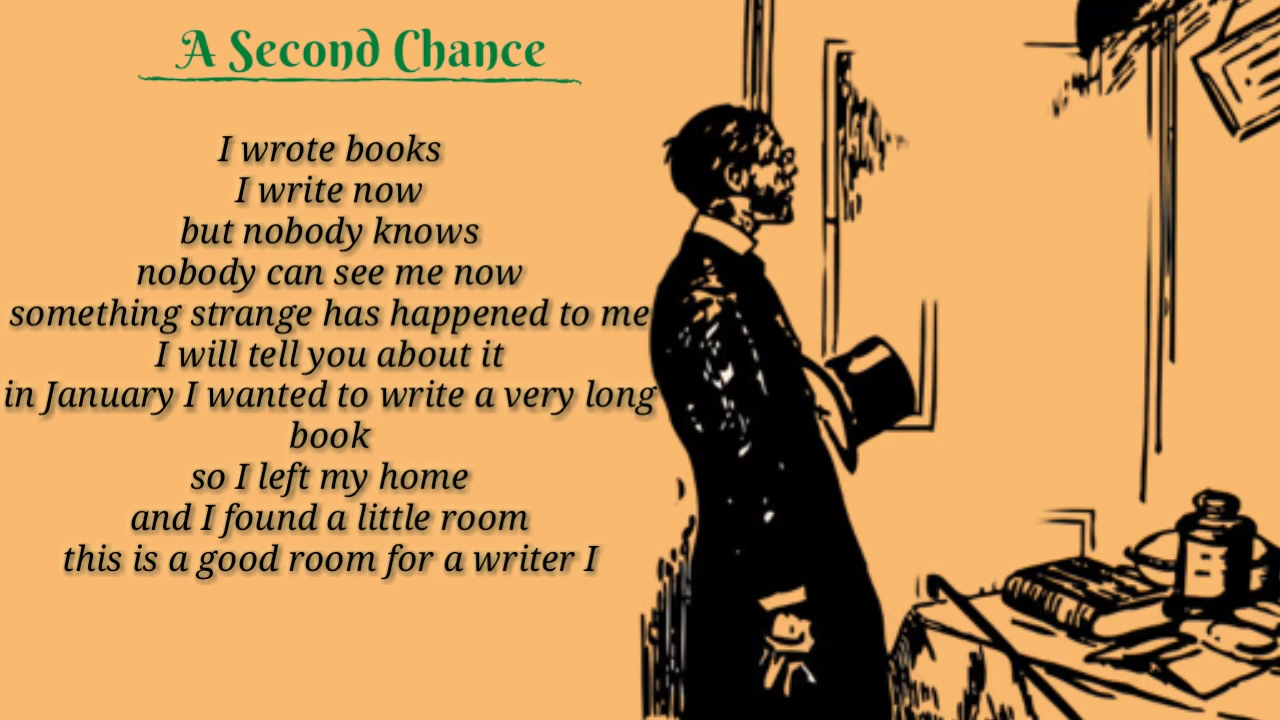 A Second Chance
I wrote books
I write now
but nobody knows
nobody can see me now
something strange has happened to me
I will tell you about it
in January I wanted to write a very long
book
so I left my home
and I found a little room
this is a good room for a writer I